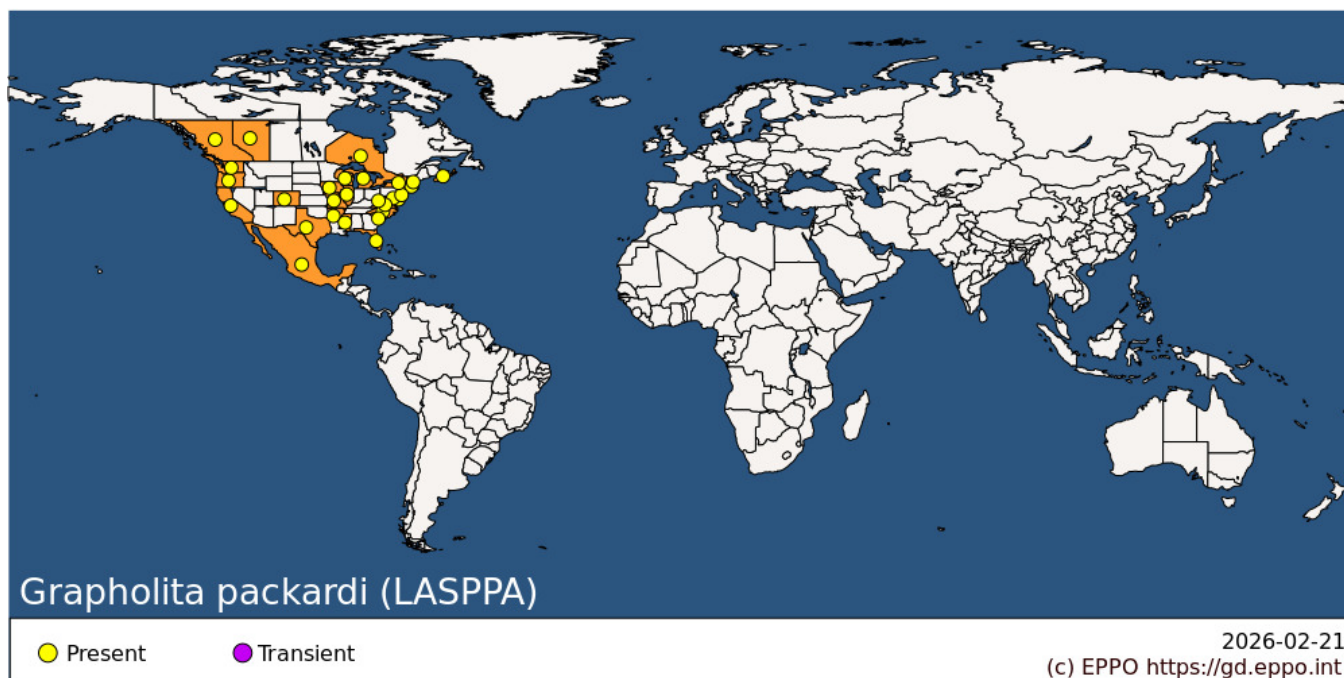 Grapholita packardi (LASPPA)
Present
Transient
2026-02-21
(c) EPPO https://gd.eppo.int